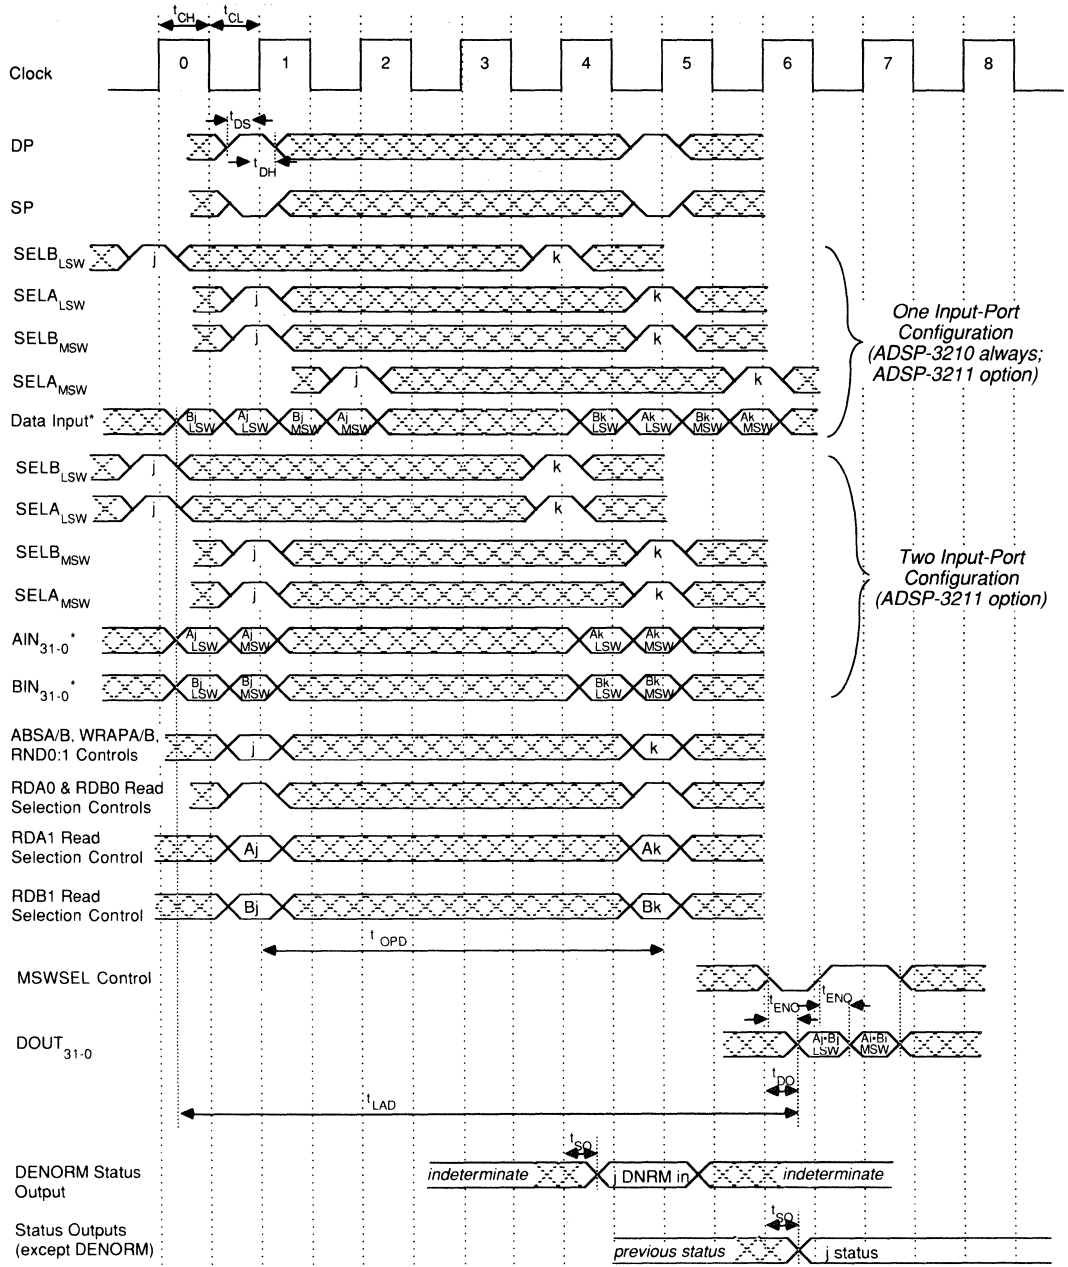 tCH tCL
Clock 0 1 2 3 4 5 6 7 8
tDS
DP
tDH
SP
SELBLSW j k
SELALSW j k
SELBMSW j k
SELAMSW j k
Data Input* Bj LSW Aj LSW Bj MSW Aj MSW Bk LSW Ak LSW Bk MSW Ak MSW
One Input-Port
Configuration
(ADSP-3210 always;
ADSP-3211 option)
SELBLSW j k
SELALSW j k
SELBMSW j k
SELAMSW j k
AIN31-0* Aj LSW Aj MSW Ak LSW Ak MSW
BIN31-0* Bj LSW Bj MSW Bk LSW Bk MSW
Two Input-Port
Configuration
(ADSP-3211 option)
ABSA/B, WRAPA/B,
RND0:1 Controls j k
RDA0 & RDB0 Read
Selection Controls
RDA1 Read
Selection Control Aj Ak
RDB1 Read
Selection Control Bj Bk
tOPD
MSWSEL Control
tENO tENO
DOUT31-0 Aj•Bj LSW Aj•Bj MSW
tDO
tLAD
tSO
DENORM Status
Output
indeterminate j DNRM in indeterminate
tSO
Status Outputs
(except DENORM)
previous status j status